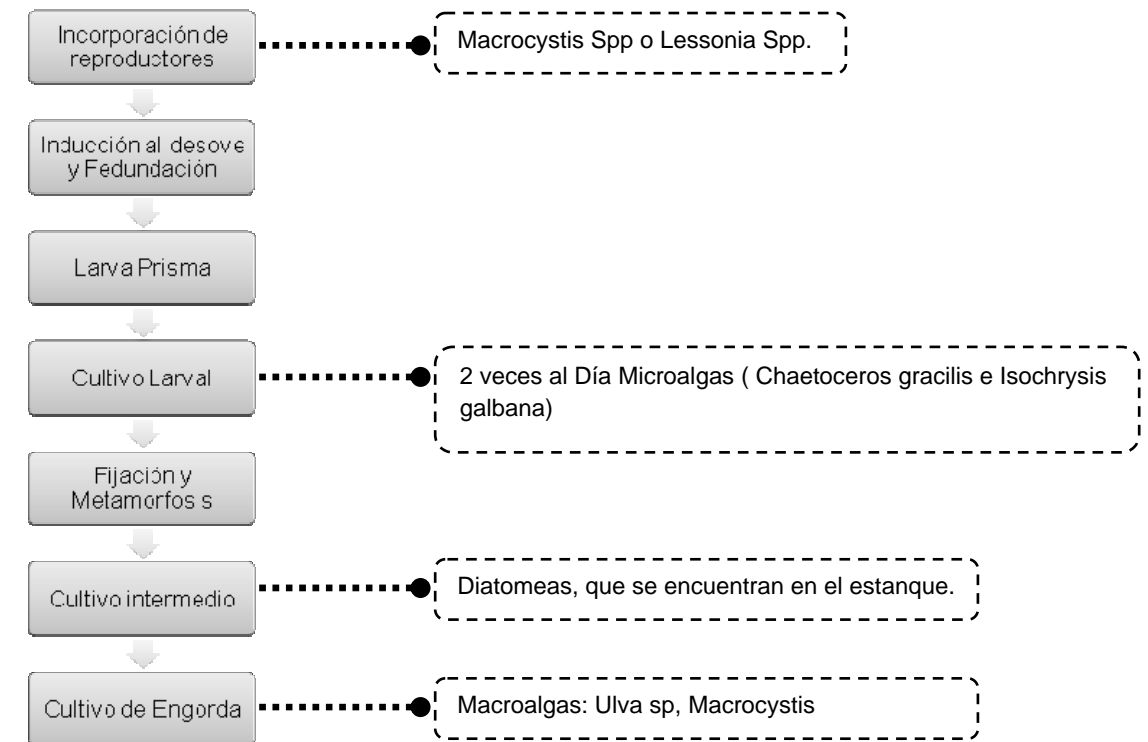 Incorporación de
reproductores
Macrocystis Spp o Lessonia Spp.
Inducción al desove
y Fedundación
Larva Prisma
Cultivo Larval
2 veces al Día Microalgas ( Chaetoceros gracilis e Isochrysis
galbana)
Fijación y
Metamorfos s
Cultivo intermedio
Diatomeas, que se encuentran en el estanque.
Cultivo de Engorda
Macroalgas: Ulva sp, Macrocystis